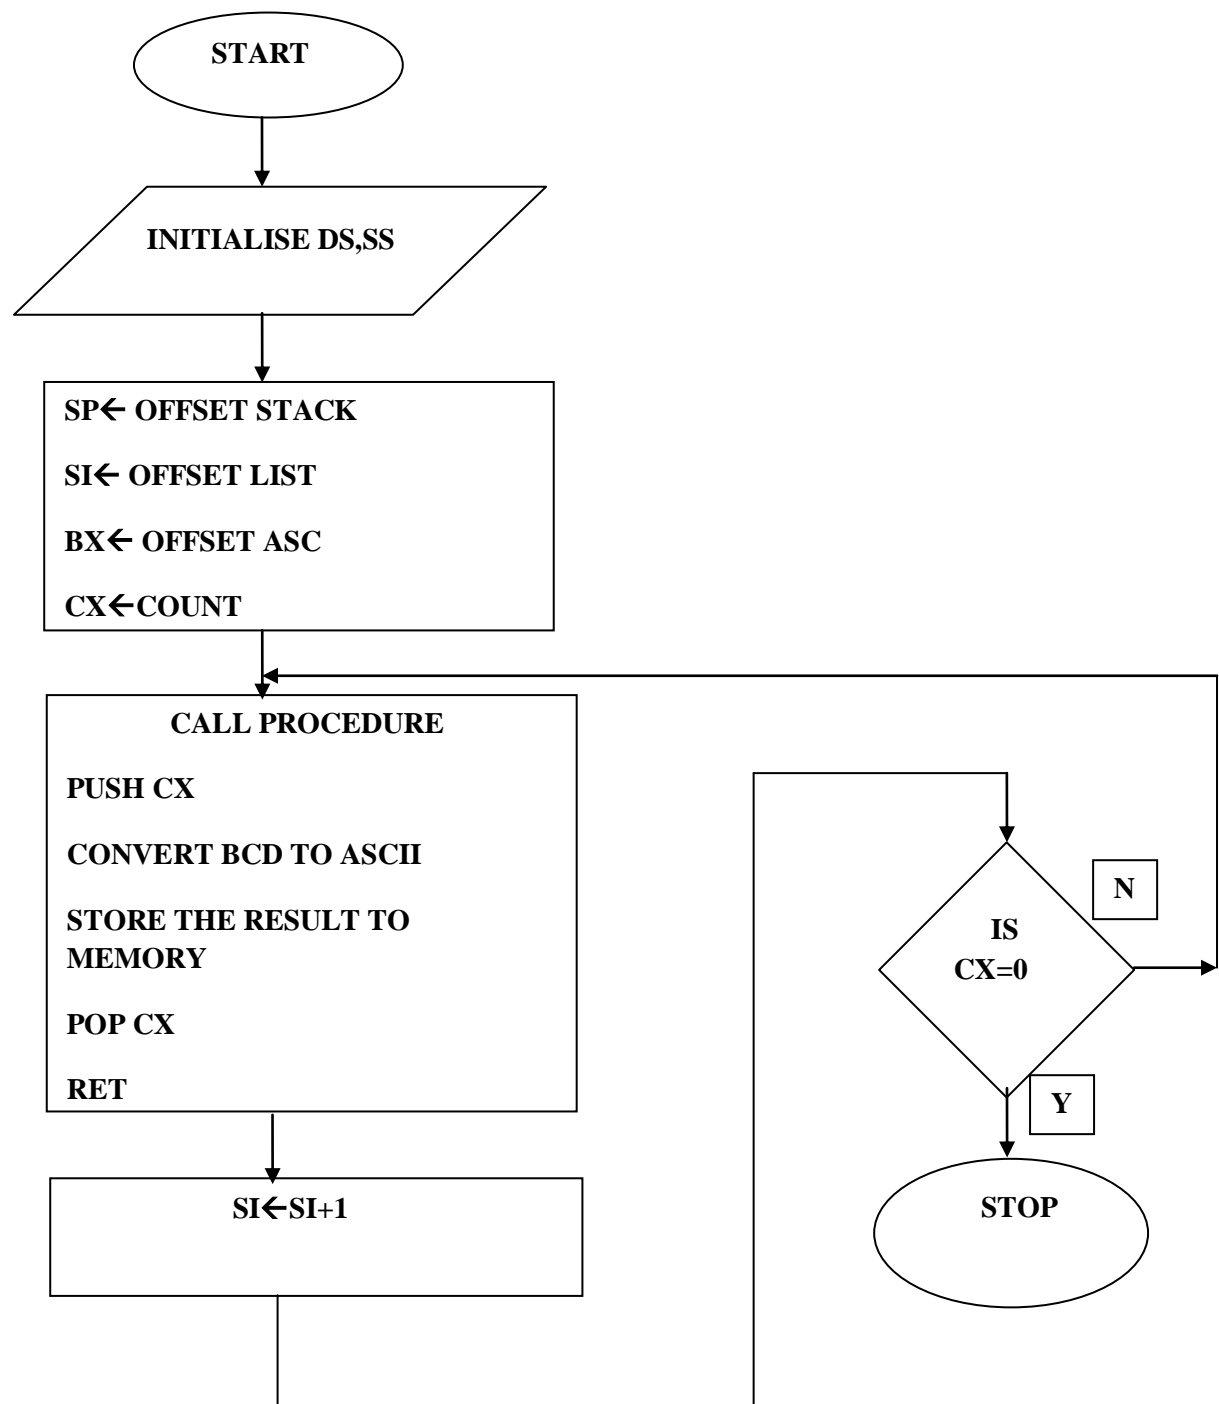 START
INITIALISE DS,SS
SP← OFFSET STACK
SI← OFFSET LIST
BX← OFFSET ASC
CX←COUNT
CALL PROCEDURE
PUSH CX
CONVERT BCD TO ASCII
STORE THE RESULT TO
MEMORY
POP CX
RET
SI←SI+1
IS
CX=0
N
Y
STOP